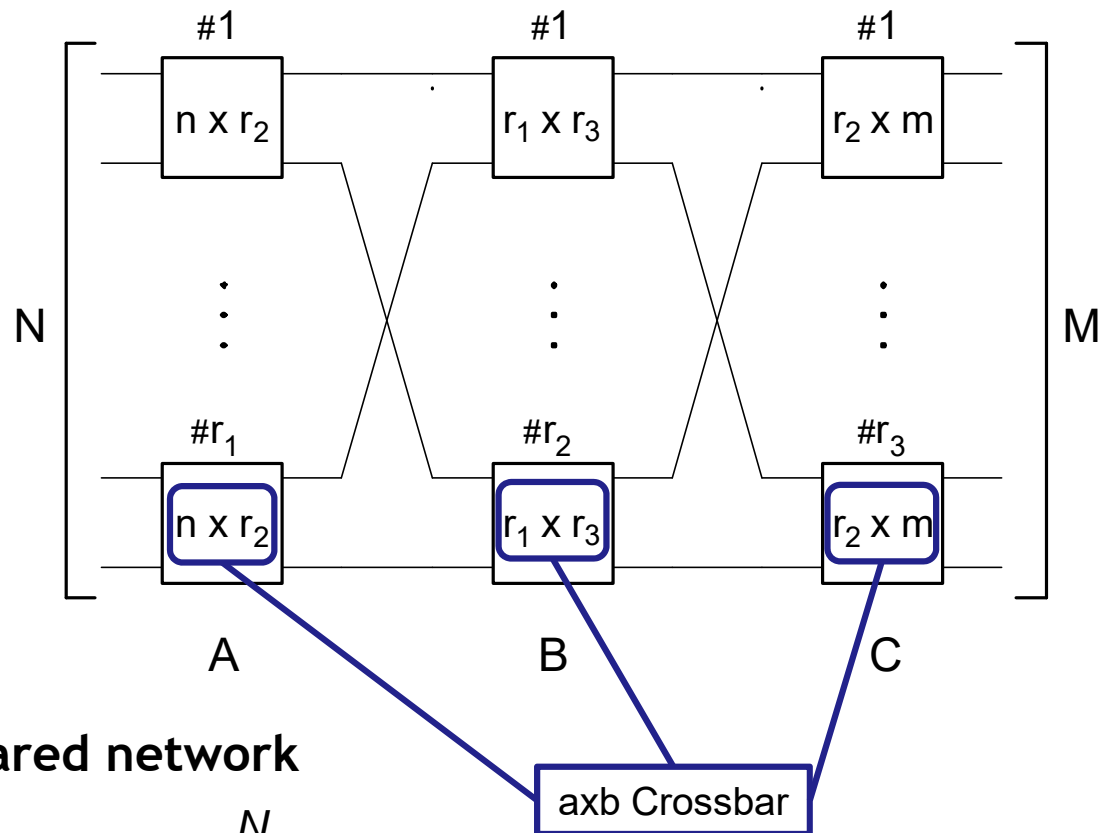 #1 #1 #1
n x r₂ r₁ x r₃ r₂ x m
N M
#r₁ #r₂ #r₃
n x r₂ r₁ x r₃ r₂ x m
A B C
ared network
axb Crossbar
N